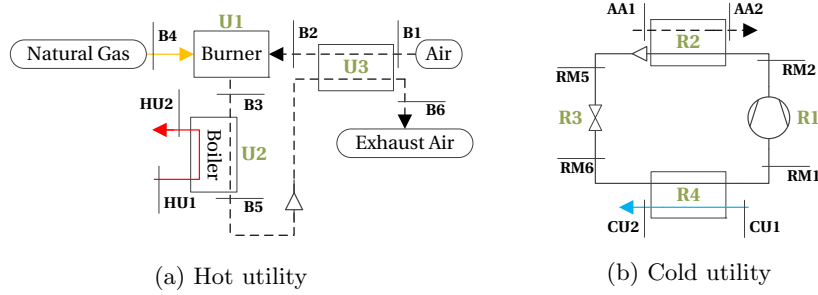 U1
B4
B2
B1
Natural Gas
Burner
Air
U3
HU2
B3
B6
Boiler
U2
Exhaust Air
HU1
B5
(a) Hot utility
AA1
AA2
R2
RM5
RM2
R3
R1
RM6
RM1
R4
CU2
CU1
(b) Cold utility